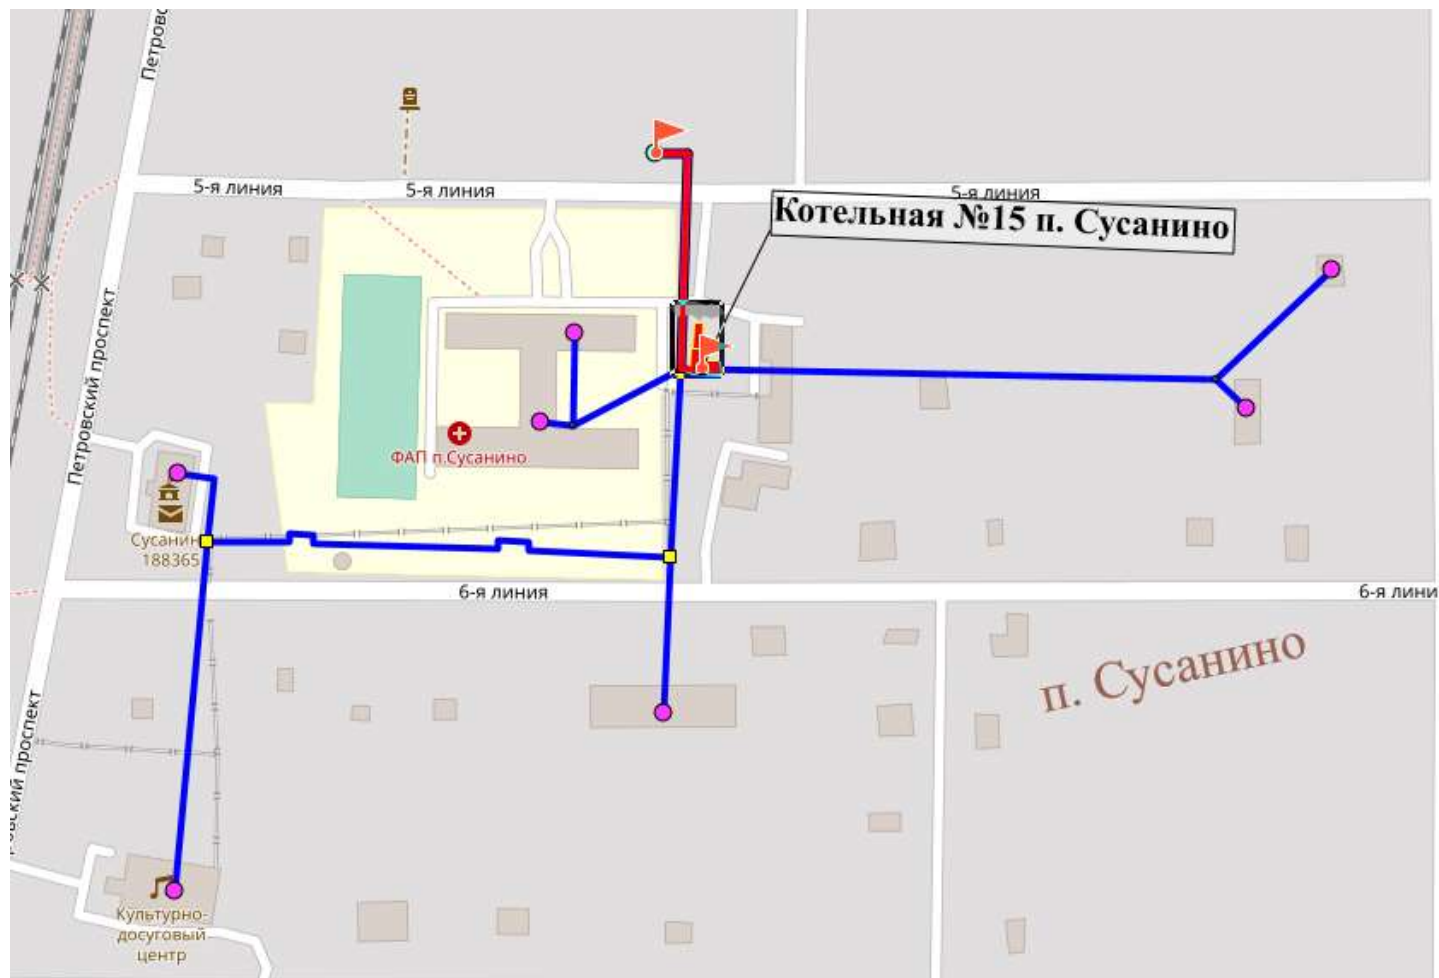 Петровс
5-я линия
5-я линия
5-я линия
Котельная №15 п. Сусанино
Петровский проспект
ФАП п.Сусанино
Сусанин
188365
6-я линия
6-я лини
п. Сусанино
овский проспект
Культурно-
досуговый
центр